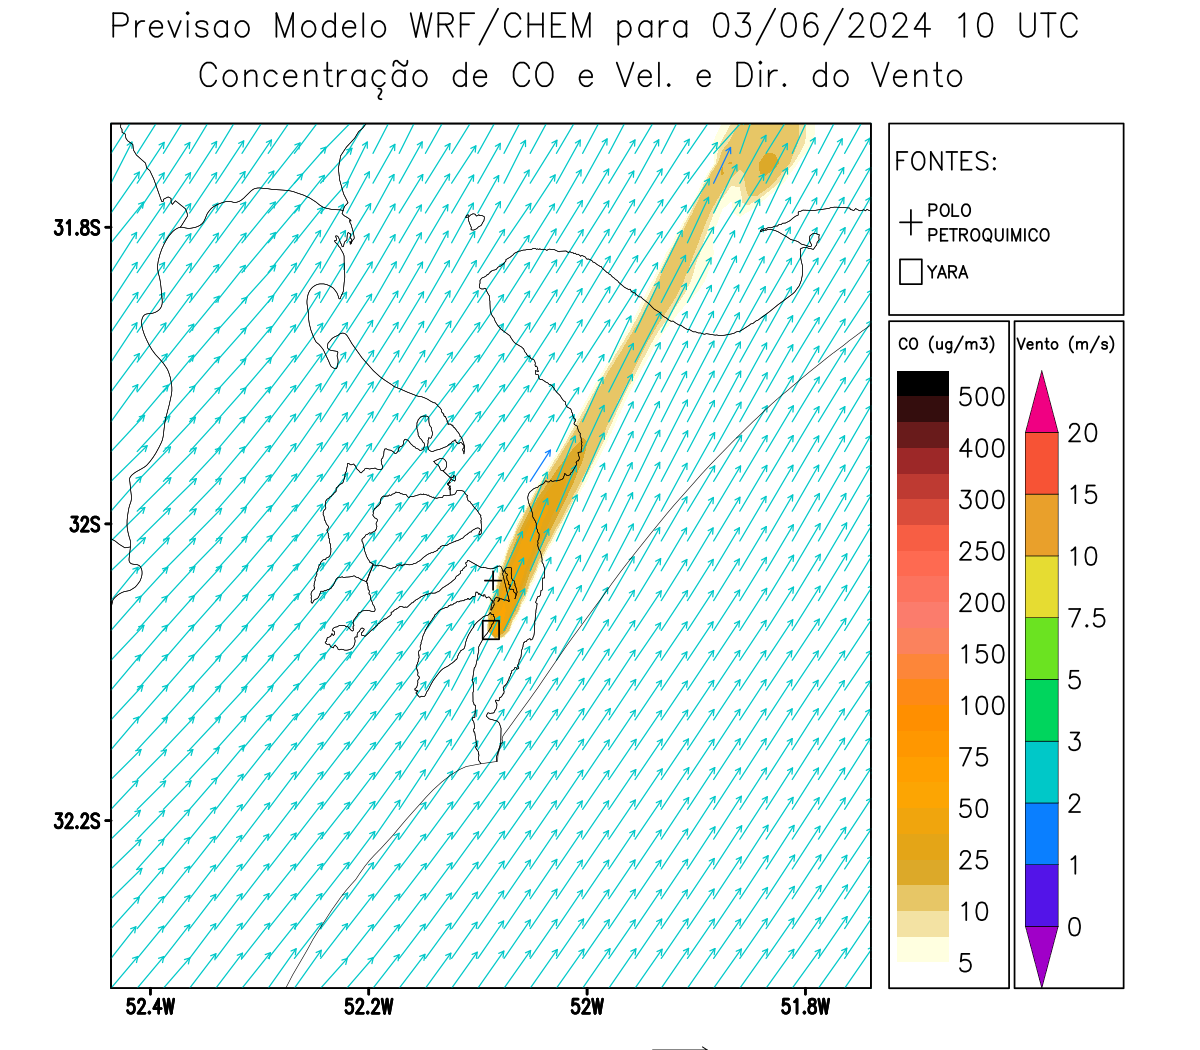 Previsao Modelo WRF/CHEM para 03/06/2024 10 UTC
Concentração de CO e Vel. e Dir. do Vento
FONTES:
POLO
PETROQUIMICO
YARA
CO (ug/m3)
500
400
300
250
200
150
100
75
50
25
10
5
Vento (m/s)
20
15
10
7.5
5
3
2
1
0
31.8S
32S
32.2S
52.4W
52.2W
52W
51.8W